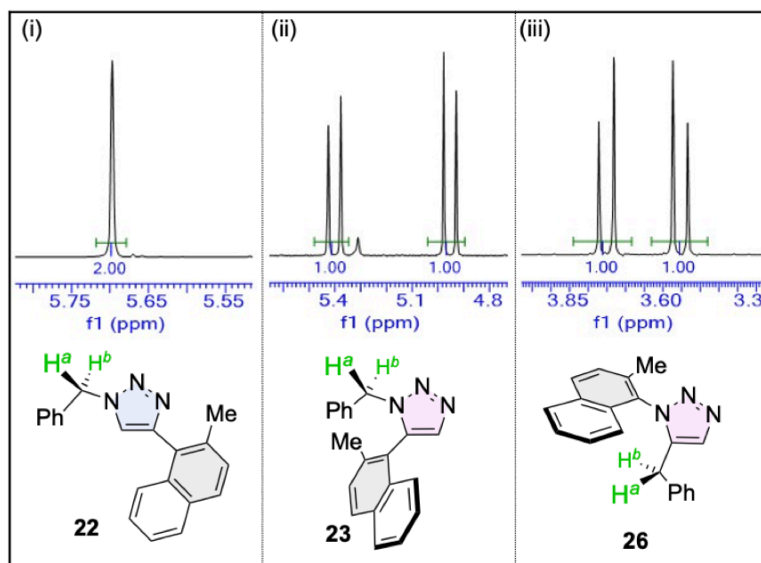 (i)
2.00
5.75 5.65 5.55
f1 (ppm)
Hᵃ Hᵇ
Ph N N N
Me
22
(ii)
1.00 1.00
5.4 5.1 4.8
f1 (ppm)
Hᵃ Hᵇ
Ph N N N
Me
23
(iii)
1.00 1.00
3.85 3.60 3.3
f1 (ppm)
Me
N N N
Hᵇ
Hᵃ Ph
26